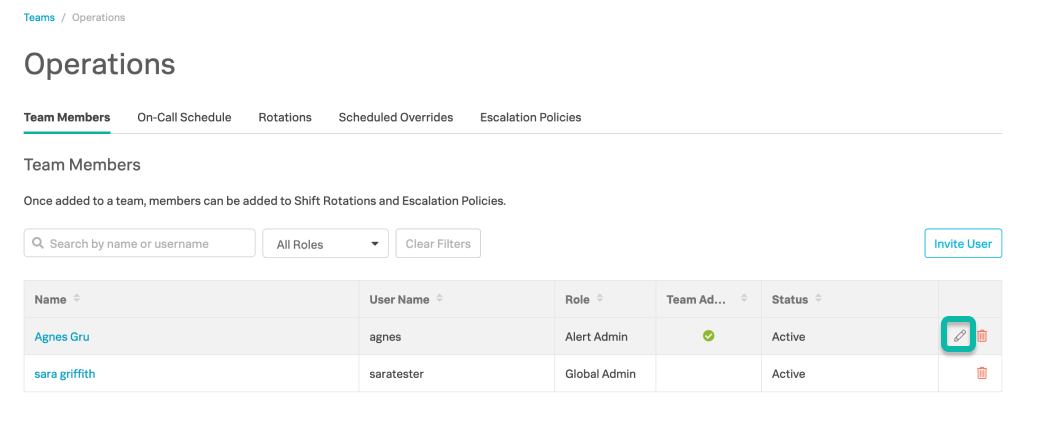 Teams / Operations
Operations
Team Members On-Call Schedule Rotations Scheduled Overrides Escalation Policies
Team Members
Once added to a team, members can be added to Shift Rotations and Escalation Policies.
Search by name or username All Roles Clear Filters Invite User
Name User Name Role Team Ad... Status
Agnes Gru agnes Alert Admin Active
sara griffith saratester Global Admin Active